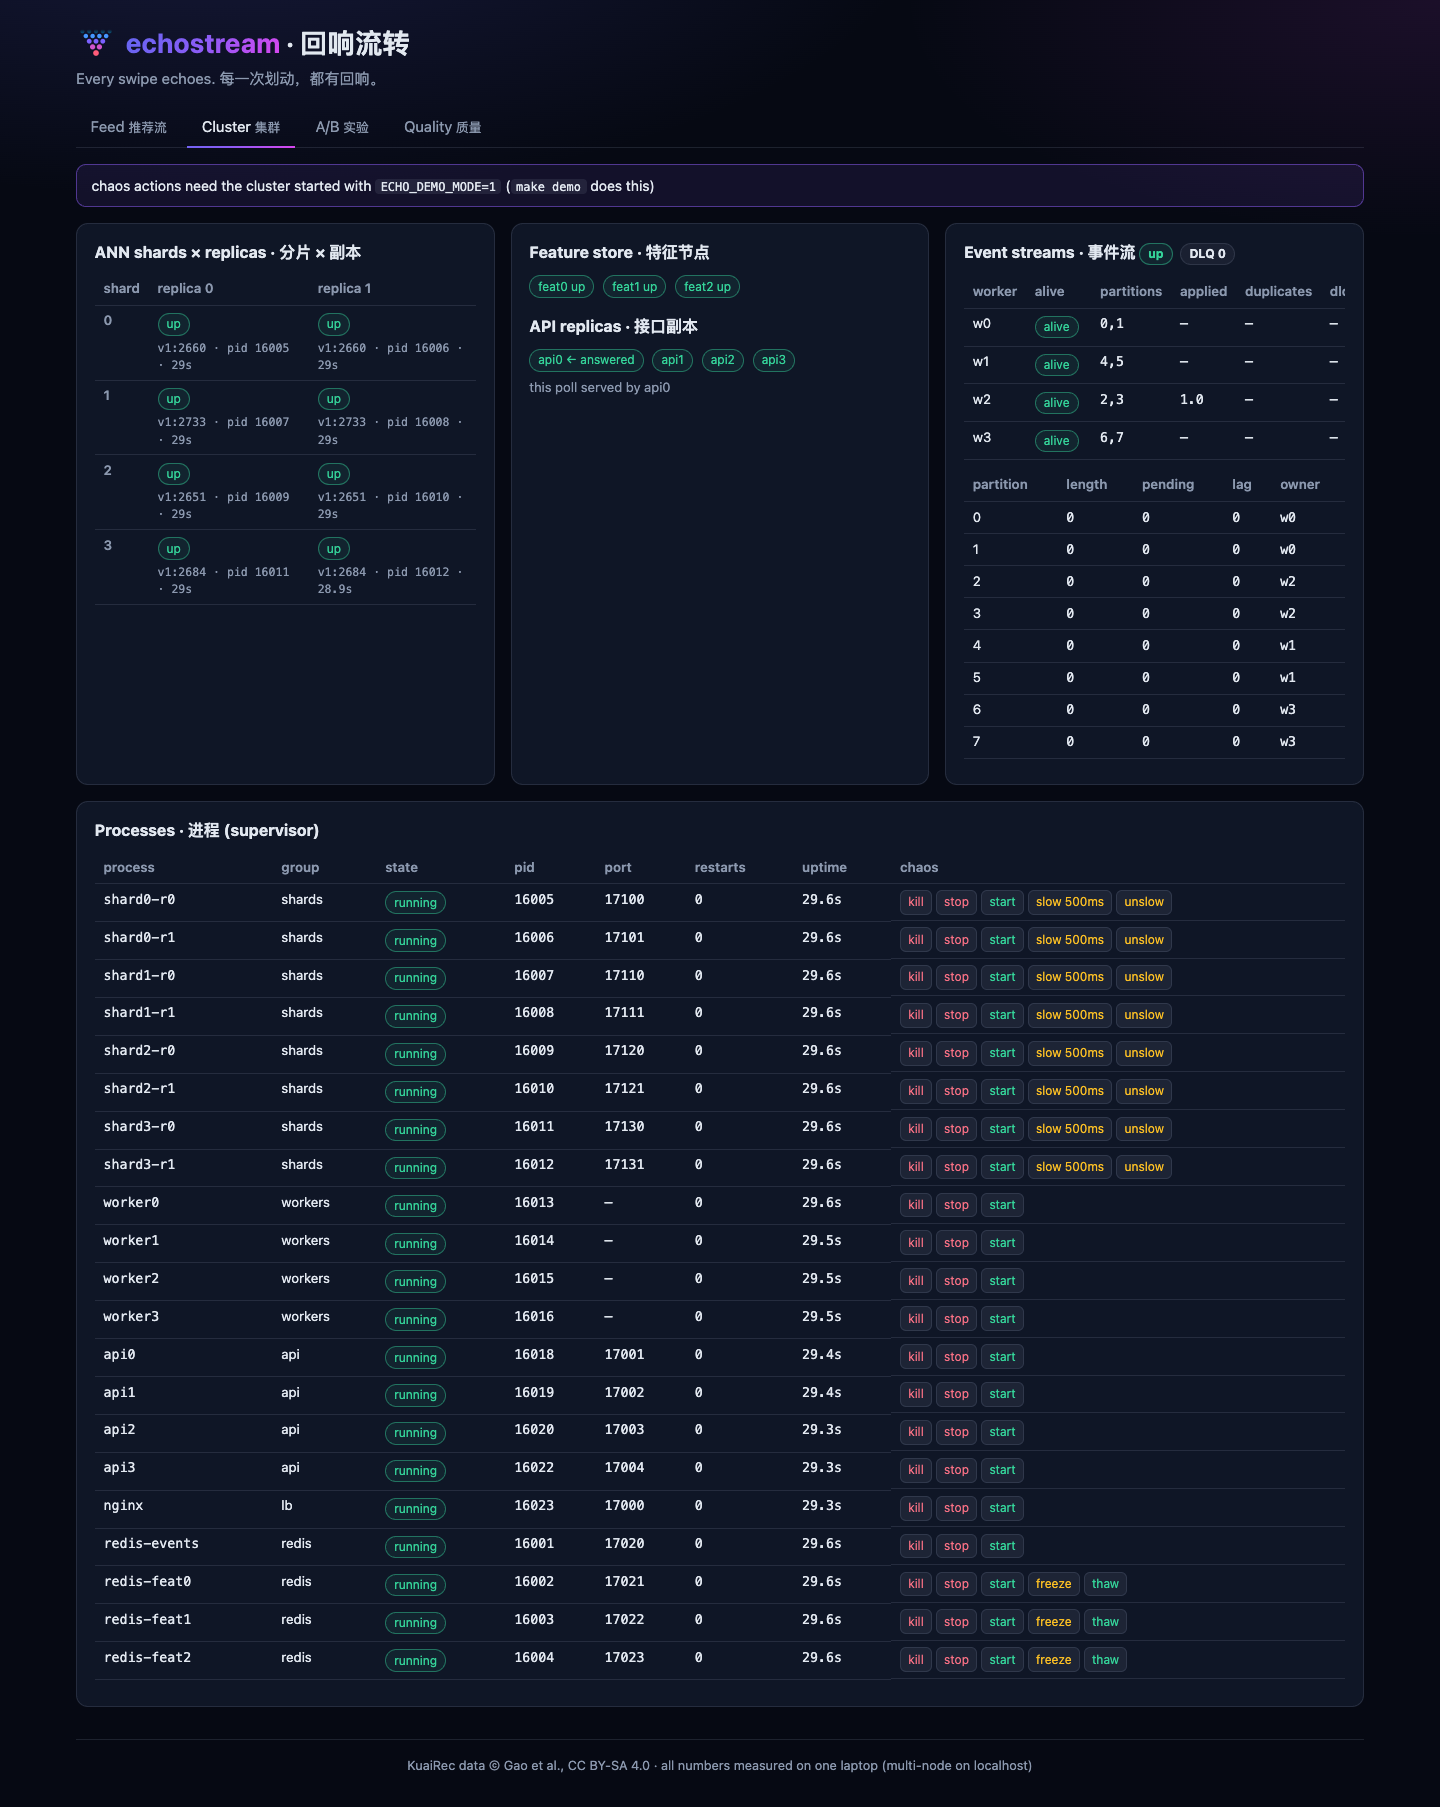 echostream · 回响流转
Every swipe echoes. 每一次划动，都有回响。
Feed 推荐流 Cluster 集群 A/B 实验 Quality 质量
chaos actions need the cluster started with ECHO_DEMO_MODE=1 ( make demo does this)
ANN shards × replicas · 分片 × 副本
shard replica 0 replica 1
0 up up
v1:2660 · pid 16005 · 29s v1:2660 · pid 16006 · 29s
1 up up
v1:2733 · pid 16007 · 29s v1:2733 · pid 16008 · 29s
2 up up
v1:2651 · pid 16009 · 29s v1:2651 · pid 16010 · 29s
3 up up
v1:2684 · pid 16011 · 29s v1:2684 · pid 16012 · 28.9s
Feature store · 特征节点
feat0 up feat1 up feat2 up
API replicas · 接口副本
api0 ← answered api1 api2 api3
this poll served by api0
Event streams · 事件流 up DLQ 0
worker alive partitions applied duplicates
w0 alive 0,1 — — —
w1 alive 4,5 — — —
w2 alive 2,3 1.0 — —
w3 alive 6,7 — — —
partition length pending lag owner
0 0 0 0 w0
1 0 0 0 w0
2 0 0 0 w2
3 0 0 0 w2
4 0 0 0 w1
5 0 0 0 w1
6 0 0 0 w3
7 0 0 0 w3
Processes · 进程 (supervisor)
process group state pid port restarts uptime chaos
shard0-r0 shards running 16005 17100 0 29.6s kill stop start slow 500ms unslow
shard0-r1 shards running 16006 17101 0 29.6s kill stop start slow 500ms unslow
shard1-r0 shards running 16007 17110 0 29.6s kill stop start slow 500ms unslow
shard1-r1 shards running 16008 17111 0 29.6s kill stop start slow 500ms unslow
shard2-r0 shards running 16009 17120 0 29.6s kill stop start slow 500ms unslow
shard2-r1 shards running 16010 17121 0 29.6s kill stop start slow 500ms unslow
shard3-r0 shards running 16011 17130 0 29.6s kill stop start slow 500ms unslow
shard3-r1 shards running 16012 17131 0 29.6s kill stop start slow 500ms unslow
worker0 workers running 16013 — 0 29.6s kill stop start
worker1 workers running 16014 — 0 29.5s kill stop start
worker2 workers running 16015 — 0 29.5s kill stop start
worker3 workers running 16016 — 0 29.5s kill stop start
api0 api running 16018 17001 0 29.4s kill stop start
api1 api running 16019 17002 0 29.4s kill stop start
api2 api running 16020 17003 0 29.3s kill stop start
api3 api running 16022 17004 0 29.3s kill stop start
nginx lb running 16023 17000 0 29.3s kill stop start
redis-events redis running 16001 17020 0 29.6s kill stop start
redis-feat0 redis running 16002 17021 0 29.6s kill stop start freeze thaw
redis-feat1 redis running 16003 17022 0 29.6s kill stop start freeze thaw
redis-feat2 redis running 16004 17023 0 29.6s kill stop start freeze thaw
KuaiRec data © Gao et al., CC BY-SA 4.0 · all numbers measured on one laptop (multi-node on localhost)